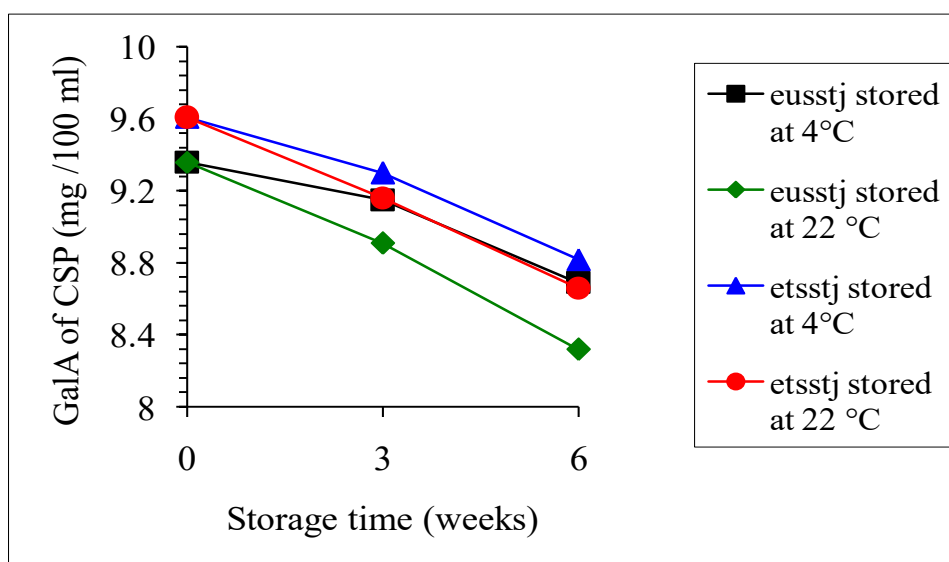 GalA of CSP (mg /100 ml)
10
9.6
9.2
8.8
8.4
8
0 3 6
Storage time (weeks)
eusstj stored
at 4°C
eusstj stored
at 22 °C
etsstj stored
at 4°C
etsstj stored
at 22 °C